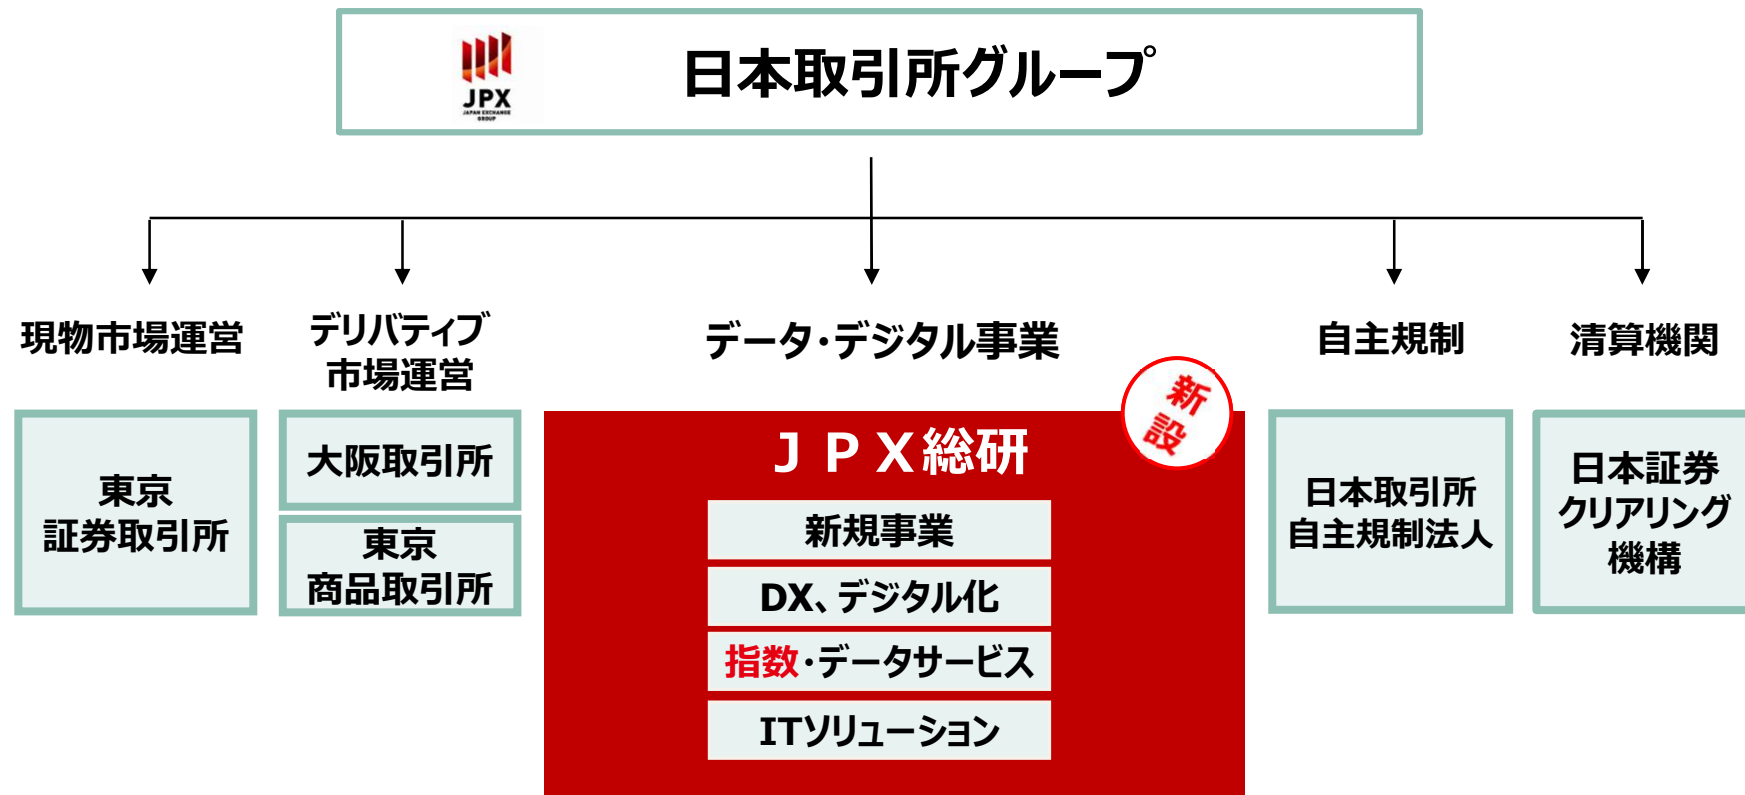 JPX
JAPAN EXCHANGE
GROUP
日本取引所グループ
現物市場運営
東京
証券取引所
デリバティブ
市場運営
大阪取引所
東京
商品取引所
データ・デジタル事業
新
設
ＪＰＸ総研
新規事業
DX、デジタル化
指数・データサービス
ITソリューション
自主規制
日本取引所
自主規制法人
清算機関
日本証券
クリアリング
機構